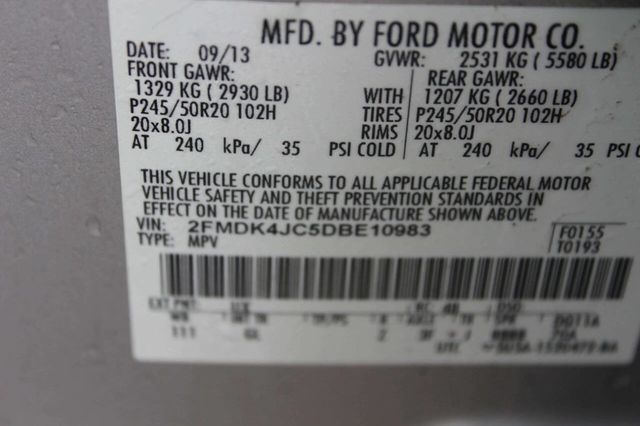 MFD. BY FORD MOTOR CO.
DATE: 09/13 GVWR: 2531 KG ( 5580 LB)
FRONT GAWR: REAR GAWR:
1329 KG ( 2930 LB) WITH 1207 KG ( 2660 LB)
P245/50R20 102H TIRES P245/50R20 102H
20x8.0J RIMS 20x8.0J
AT 240 kPa/ 35 PSI COLD AT 240 kPa/ 35 PSI
THIS VEHICLE CONFORMS TO ALL APPLICABLE FEDERAL MOTOR
VEHICLE SAFETY AND THEFT PREVENTION STANDARDS IN
EFFECT ON THE DATE OF MANUFACTURE SHOWN ABOVE.
VIN: 2FMDK4JC5DBE10983 F0155
TYPE: MPV T0193
EXT PNT:
WB
111